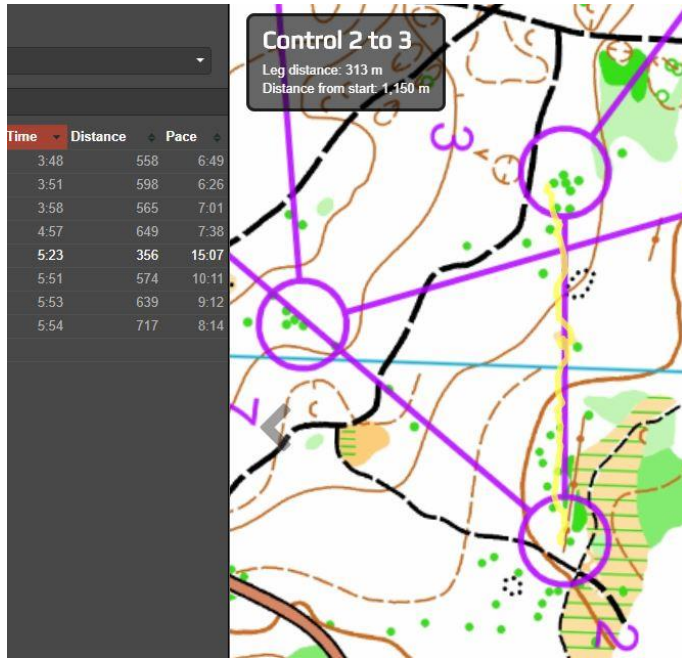 Control 2 to 3
Leg distance: 313 m
Distance from start: 1,150 m
Time Distance Pace
3:48 558 6:49
3:51 598 6:26
3:58 565 7:01
4:57 649 7:38
5:23 356 15:07
5:51 574 10:11
5:53 639 9:12
5:54 717 8:14
3
2